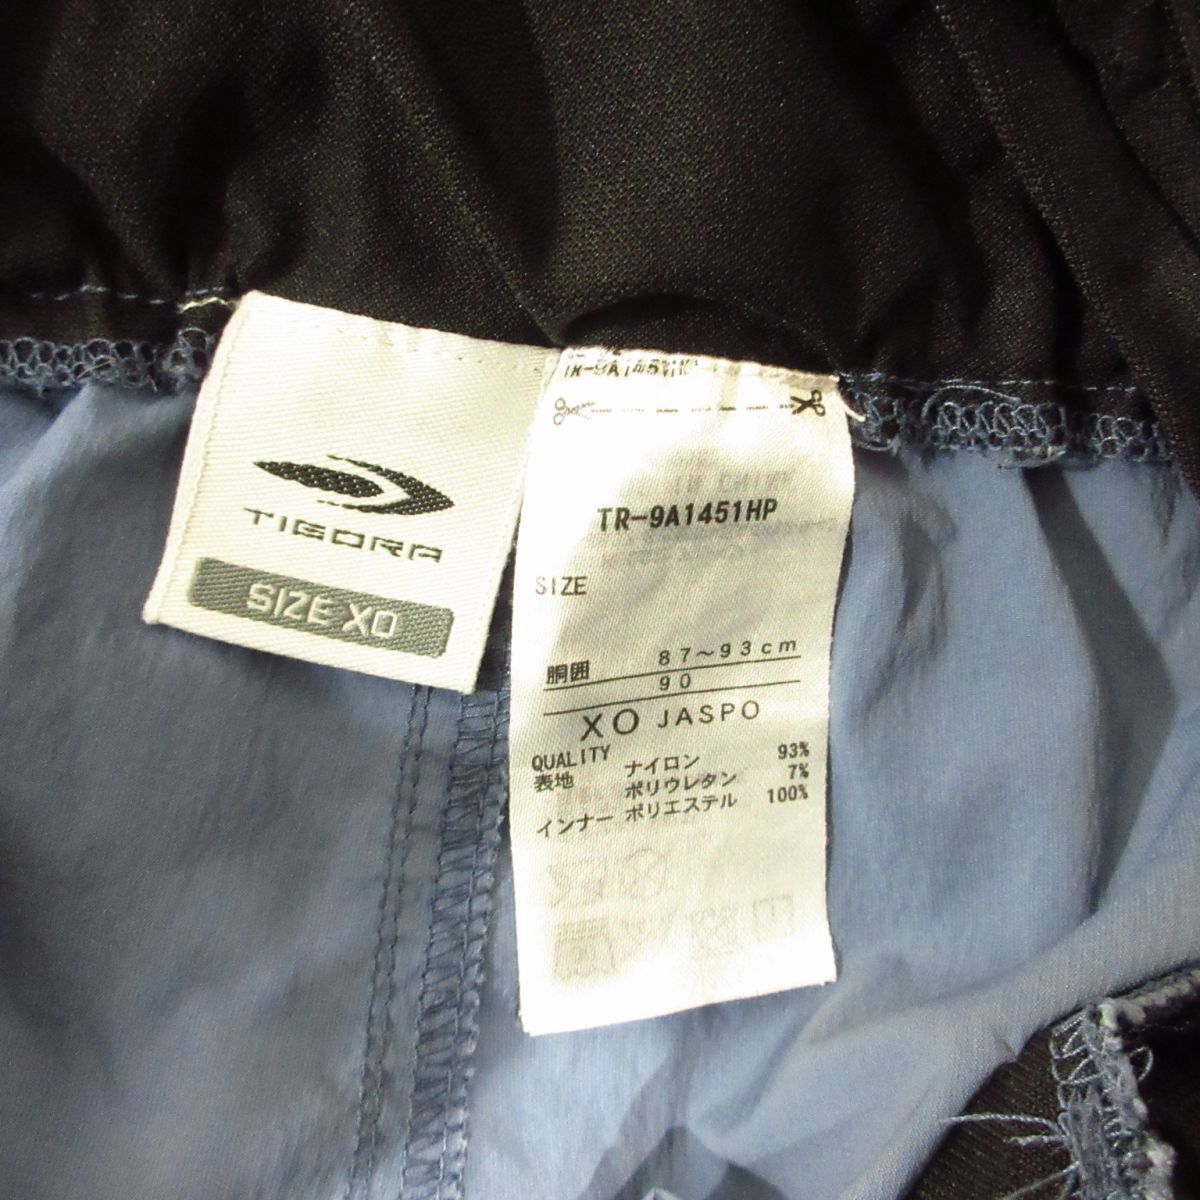 TIGORA
SIZE XO
TR-9A1451HP
TR-9A1451HP
SIZE
胴囲 87～93cm
90
XO JASPO
QUALITY
表地 ナイロン 93%
ポリウレタン 7%
インナー ポリエステル 100%